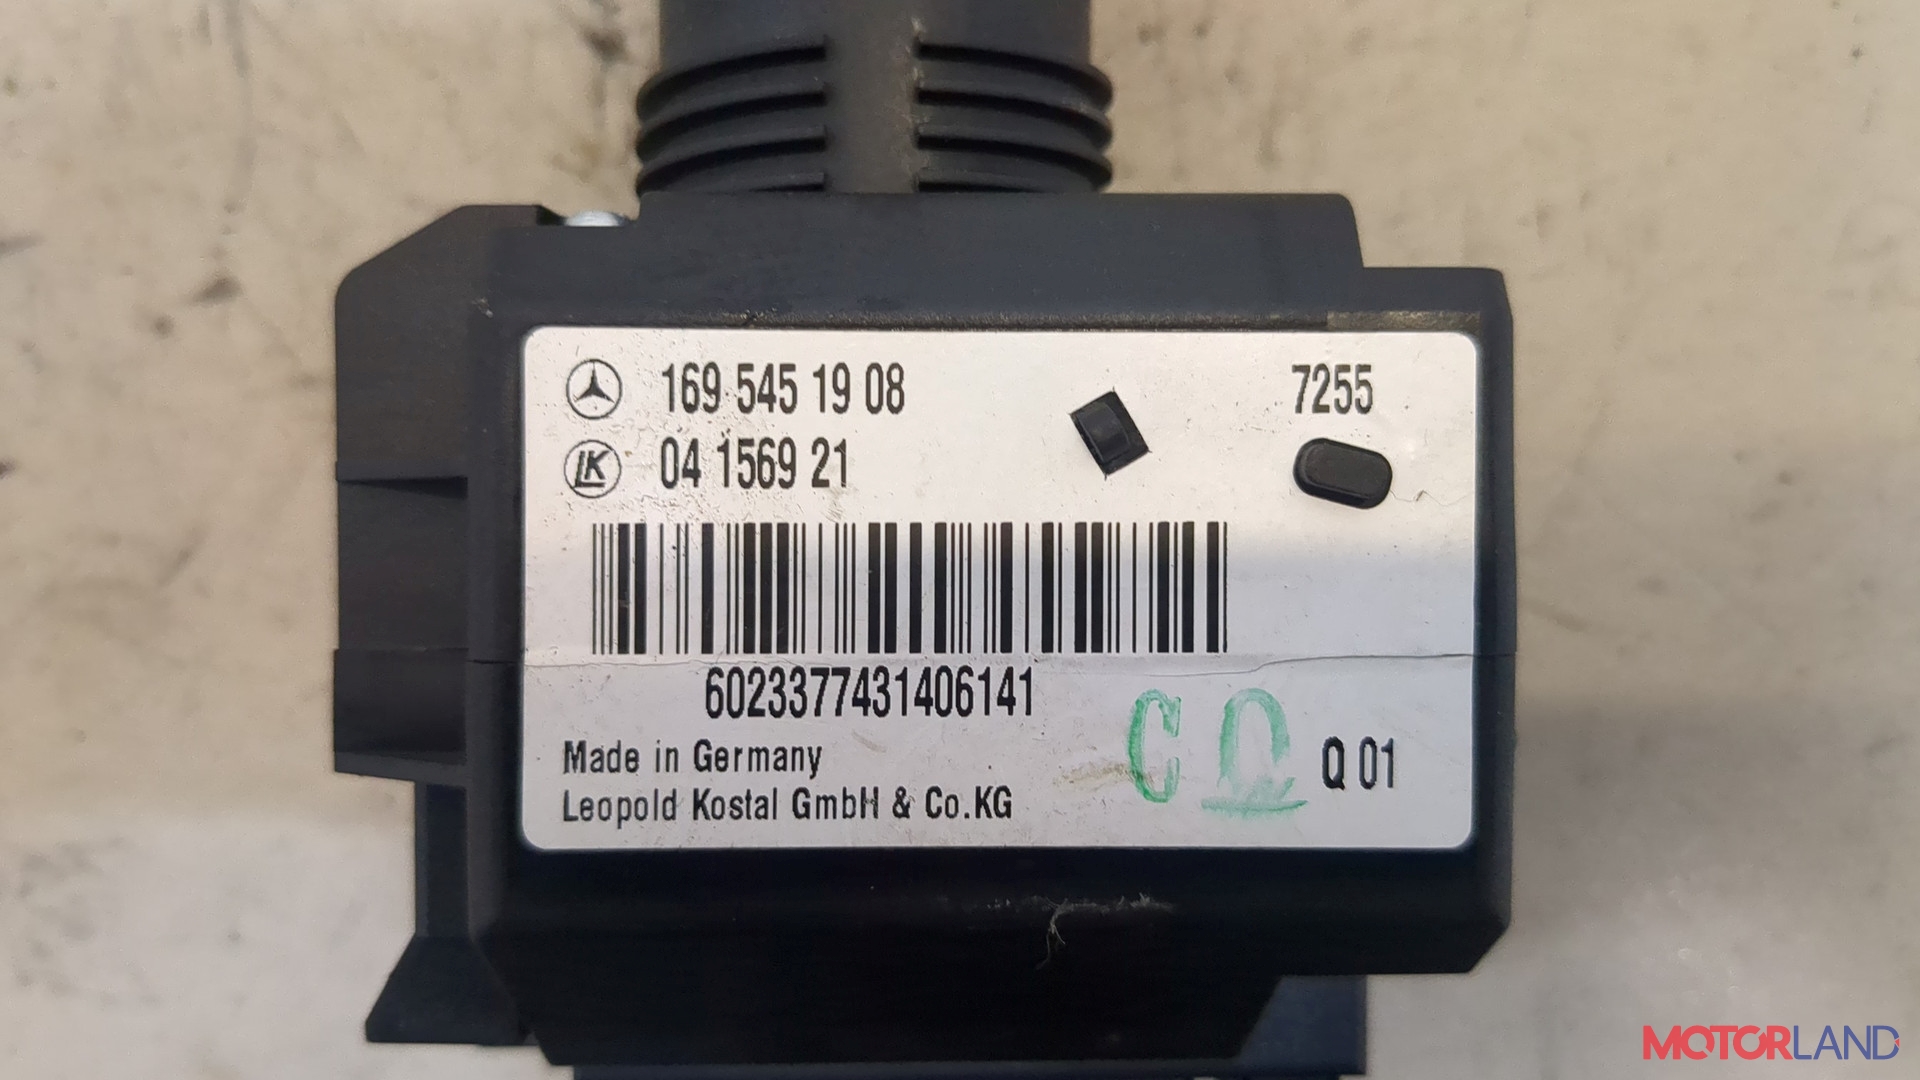 169 545 19 08
7255
LK 04 1569 21
6023377431406141
Made in Germany
Leopold Kostal GmbH & Co.KG
C Q
Q 01
MOTORLAND